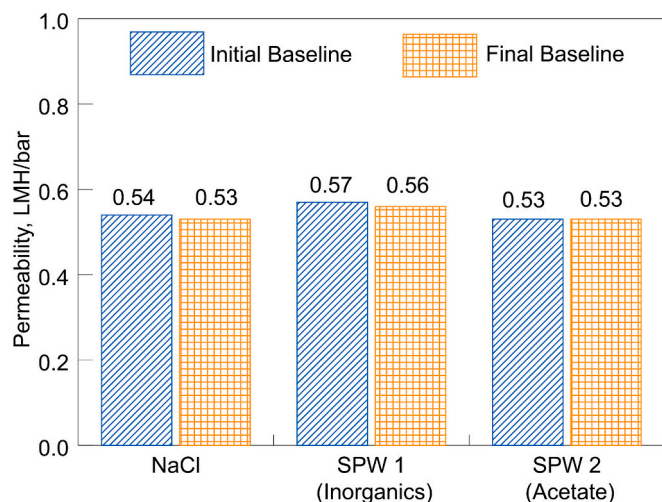 Permeability, LMH/bar
1.0
0.8
0.6
0.4
0.2
0.0
Initial Baseline
Final Baseline
0.54
0.53
0.57
0.56
0.53
0.53
NaCl
SPW 1
(Inorganics)
SPW 2
(Acetate)